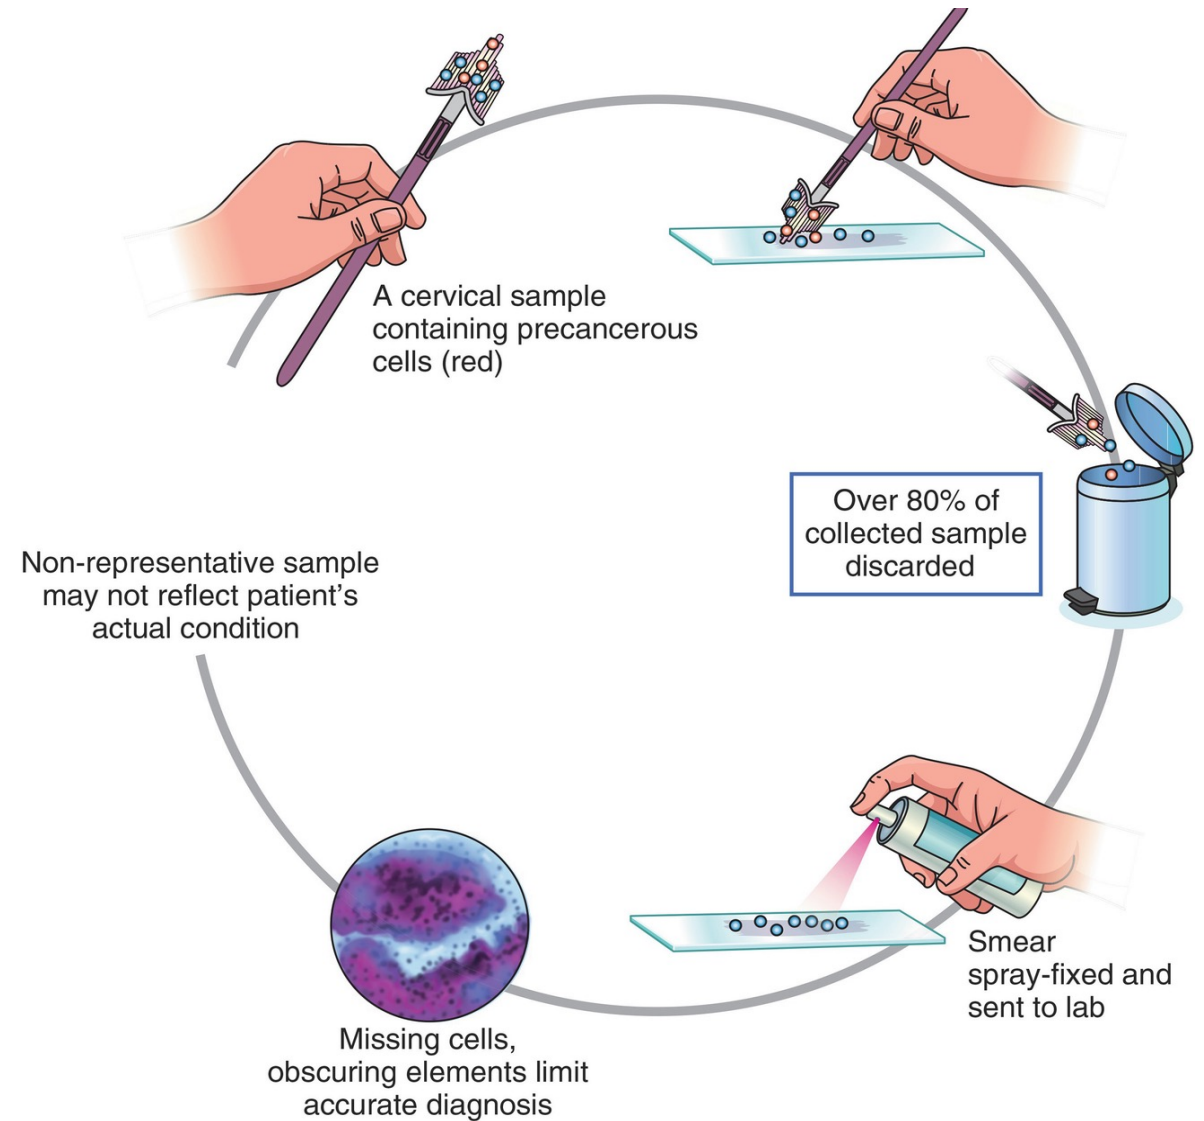 A cervical sample
containing precancerous
cells (red)
Over 80% of
collected sample
discarded
Smear
spray-fixed and
sent to lab
Missing cells,
obscuring elements limit
accurate diagnosis
Non-representative sample
may not reflect patient's
actual condition